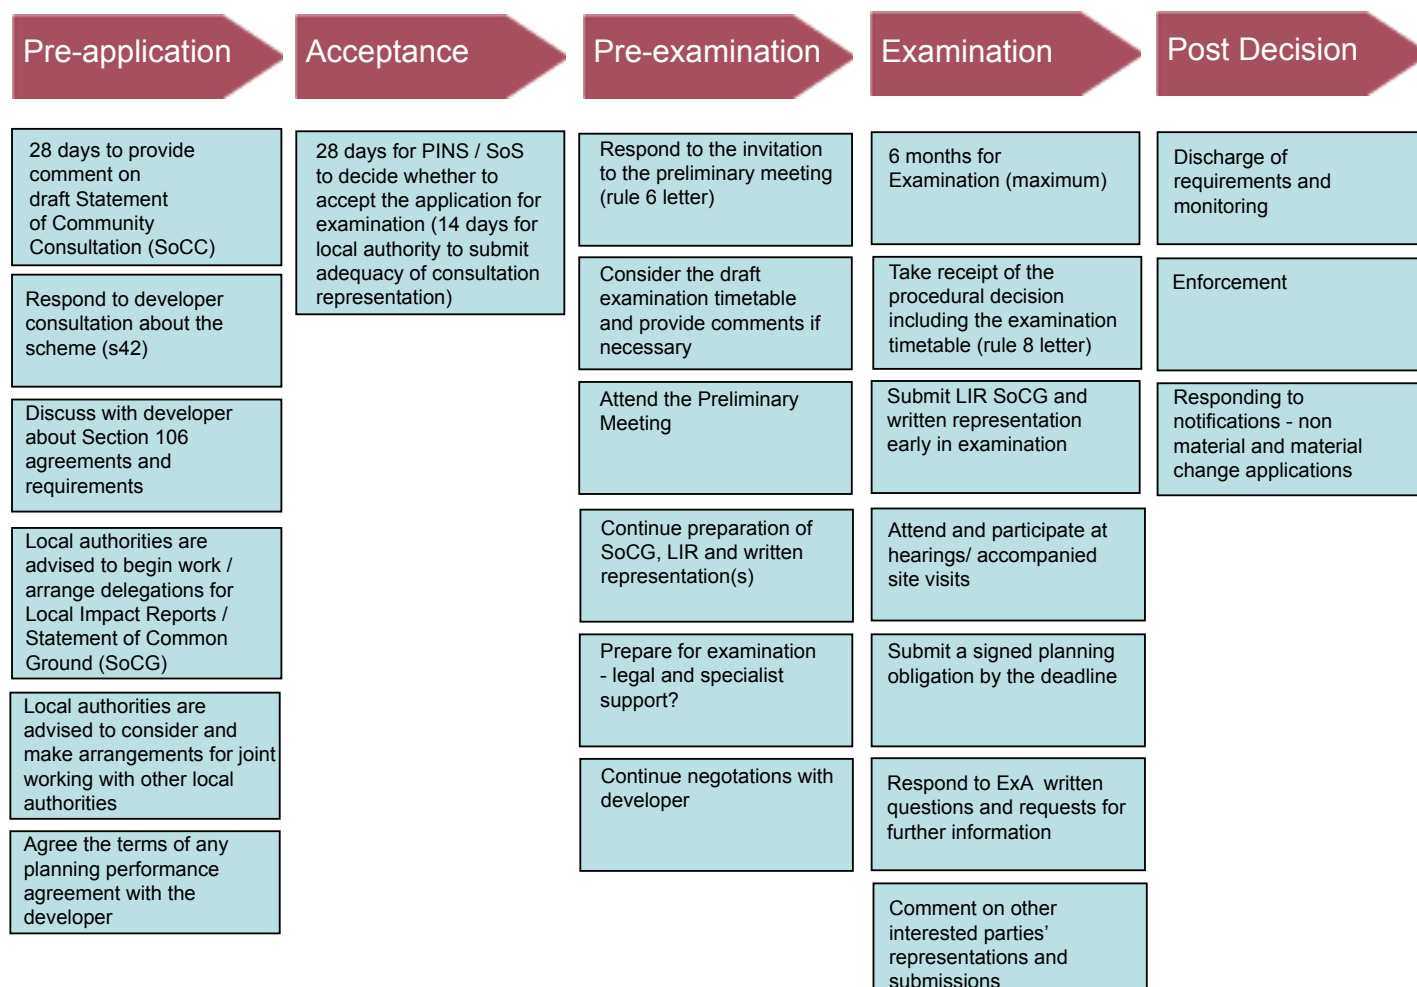 Pre-application
Acceptance
Pre-examination
Examination
Post Decision
28 days to provide
comment on
draft Statement
of Community
Consultation (SoCC)
Respond to developer
consultation about the
scheme (s42)
Discuss with developer
about Section 106
agreements and
requirements
Local authorities are
advised to begin work /
arrange delegations for
Local Impact Reports /
Statement of Common
Ground (SoCG)
Local authorities are
advised to consider and
make arrangements for joint
working with other local
authorities
Agree the terms of any
planning performance
agreement with the
developer
28 days for PINS / SoS
to decide whether to
accept the application for
examination (14 days for
local authority to submit
adequacy of consultation
representation)
Respond to the invitation
to the preliminary meeting
(rule 6 letter)
Consider the draft
examination timetable
and provide comments if
necessary
Attend the Preliminary
Meeting
Continue preparation of
SoCG, LIR and written
representation(s)
Prepare for examination
- legal and specialist
support?
Continue negotations with
developer
6 months for
Examination (maximum)
Take receipt of the
procedural decision
including the examination
timetable (rule 8 letter)
Submit LIR SoCG and
written representation
early in examination
Attend and participate at
hearings/ accompanied
site visits
Submit a signed planning
obligation by the deadline
Respond to ExA written
questions and requests for
further information
Comment on other
interested parties'
representations and
submissions
Discharge of
requirements and
monitoring
Enforcement
Responding to
notifications - non
material and material
change applications